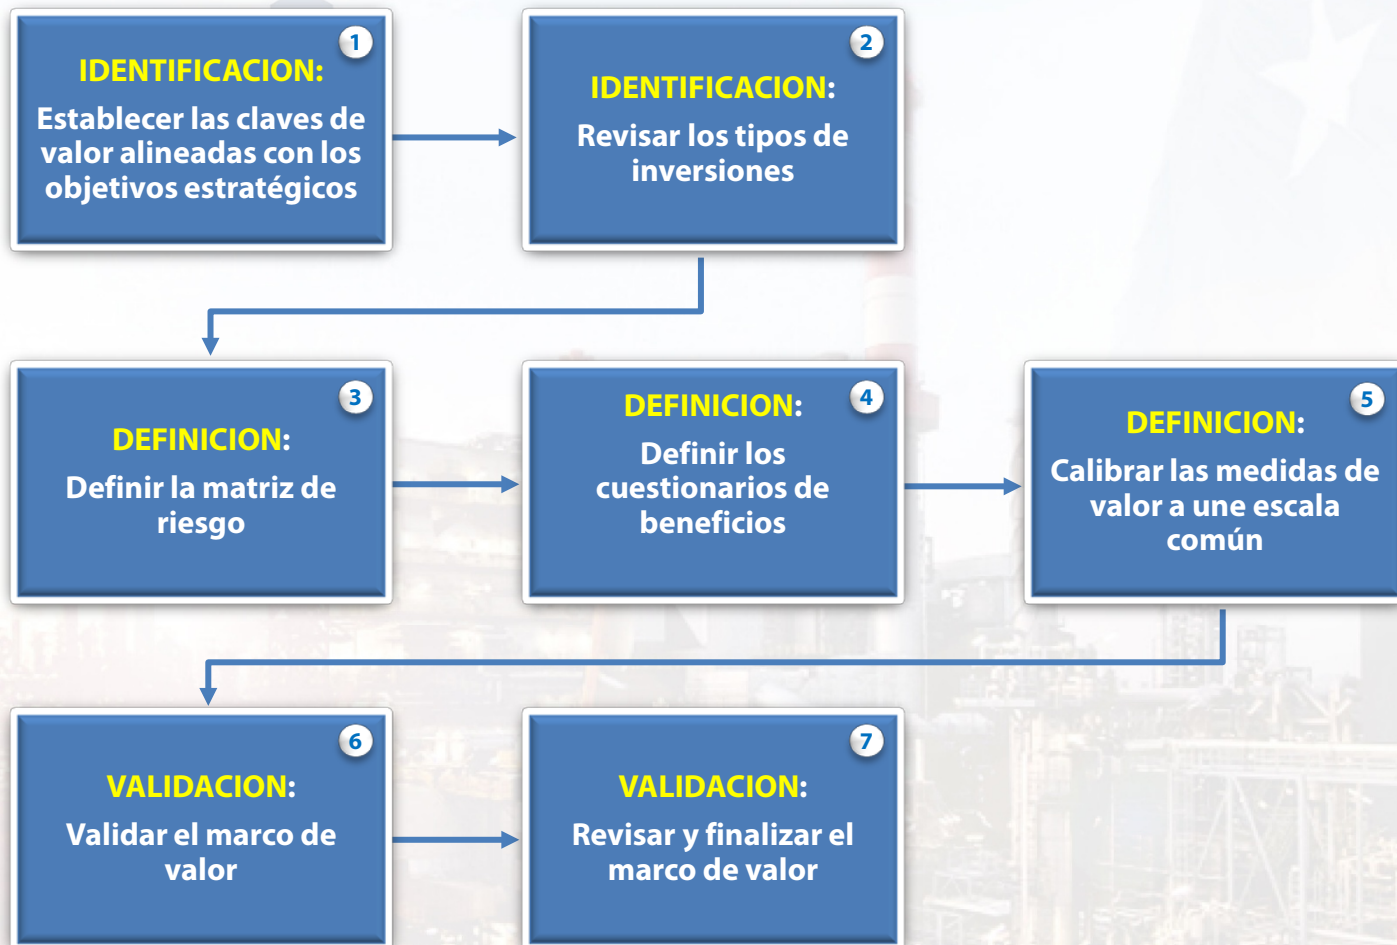 1
IDENTIFICACION:
Establecer las claves de
valor alineadas con los
objetivos estratégicos
2
IDENTIFICACION:
Revisar los tipos de
inversiones
3
DEFINICION:
Definir la matriz de
riesgo
4
DEFINICION:
Definir los
cuestionarios de
beneficios
5
DEFINICION:
Calibrar las medidas de
valor a une escala
común
6
VALIDACION:
Validar el marco de
valor
7
VALIDACION:
Revisar y finalizar el
marco de valor